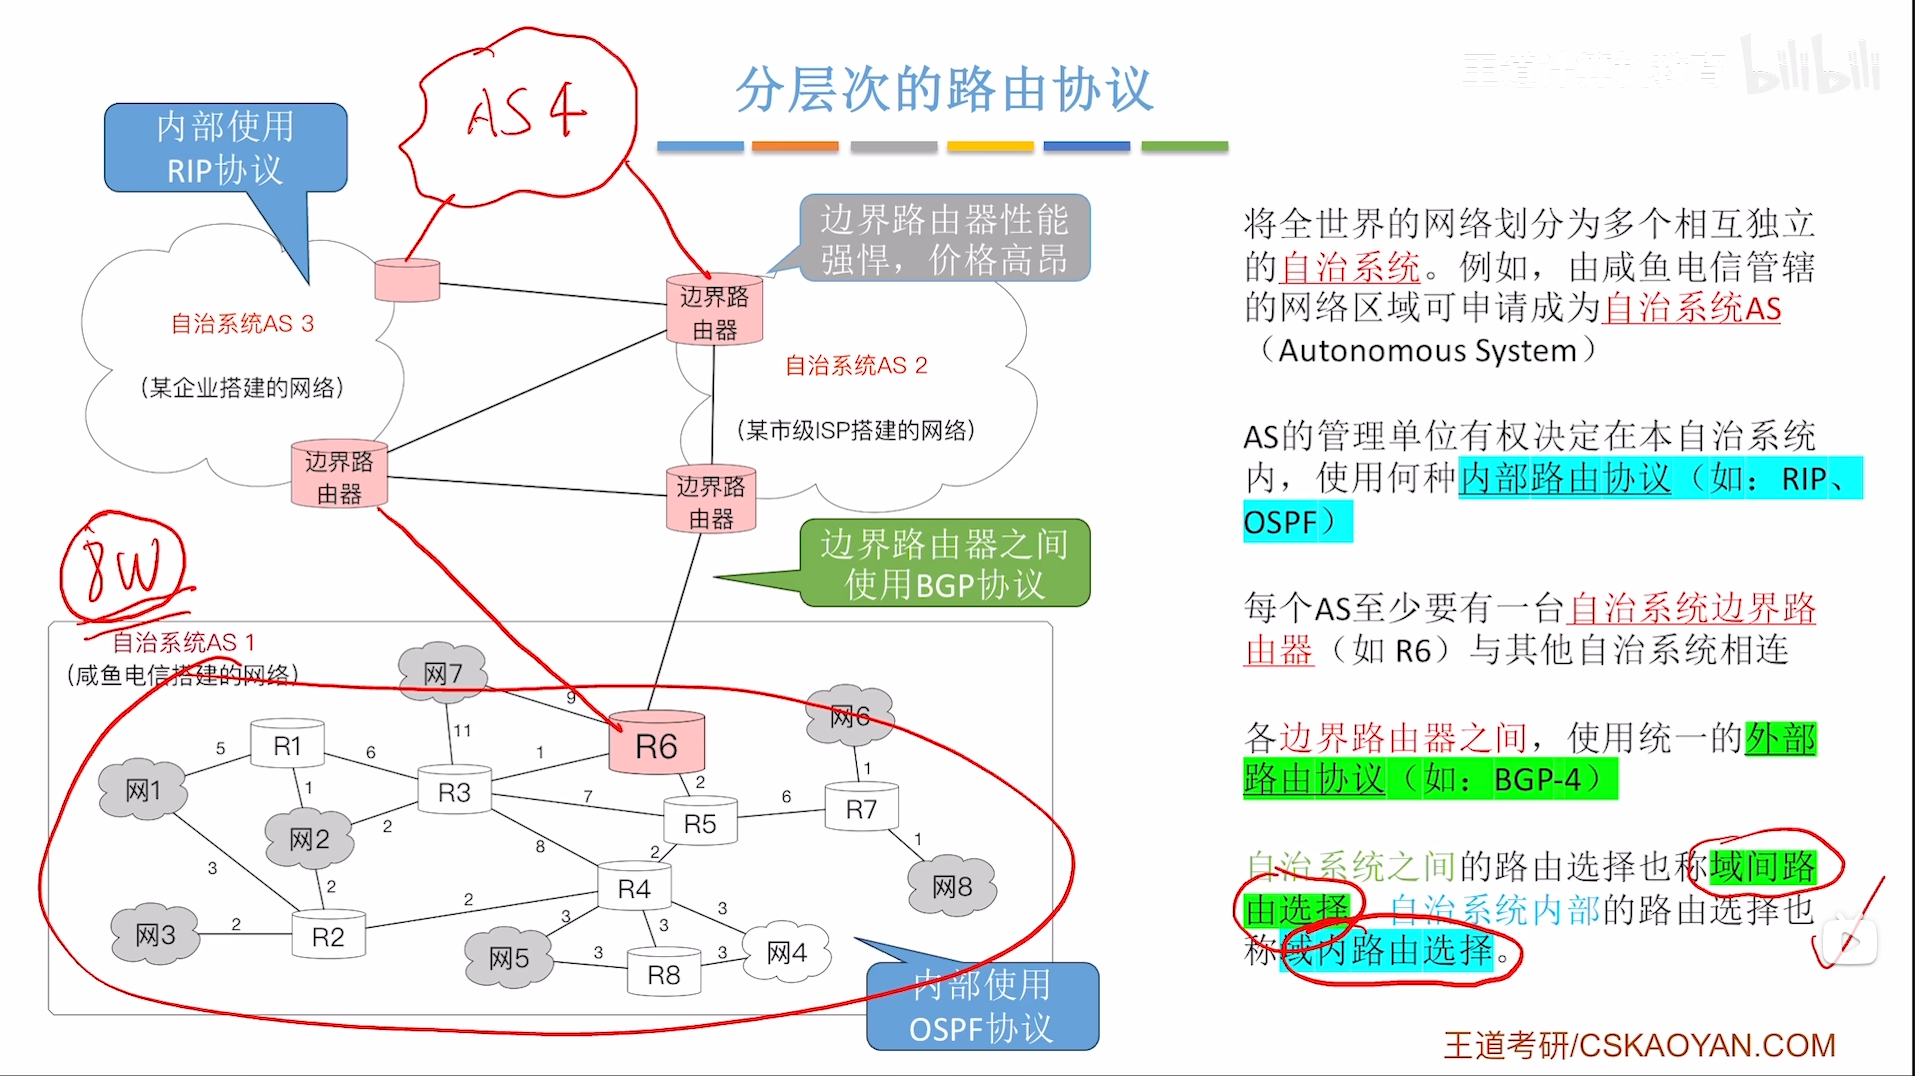 分层次的路由协议
bilibili
AS4
内部使用
RIP协议
边界路由器性能
强悍，价格高昂
边界路
由器
自治系统AS 3
(某企业搭建的网络)
自治系统AS 2
(某市级ISP搭建的网络)
边界路
由器
边界路
由器
边界路由器之间
使用BGP协议
8W
自治系统AS 1
(咸鱼电信搭建的网络)
网7
9
网6
11
R6
R1
5
6
1
1
网1
1
R3
2
7
6
R7
R5
网2
2
8
2
1
3
2
R4
网8
2
3
网3
2
R2
3
3
网5
3
R8
3
网4
内部使用
OSPF协议
将全世界的网络划分为多个相互独立
的自治系统。例如，由咸鱼电信管辖
的网络区域可申请成为自治系统AS
（Autonomous System）
AS的管理单位有权决定在本自治系统
内，使用何种内部路由协议（如：RIP、
OSPF）
每个AS至少要有一台自治系统边界路
由器（如 R6）与其他自治系统相连
各边界路由器之间，使用统一的外部
路由协议（如：BGP-4）
自治系统之间的路由选择也称域间路
由选择 自治系统内部的路由选择也
称域内路由选择。
王道考研/CSKAOYAN.COM